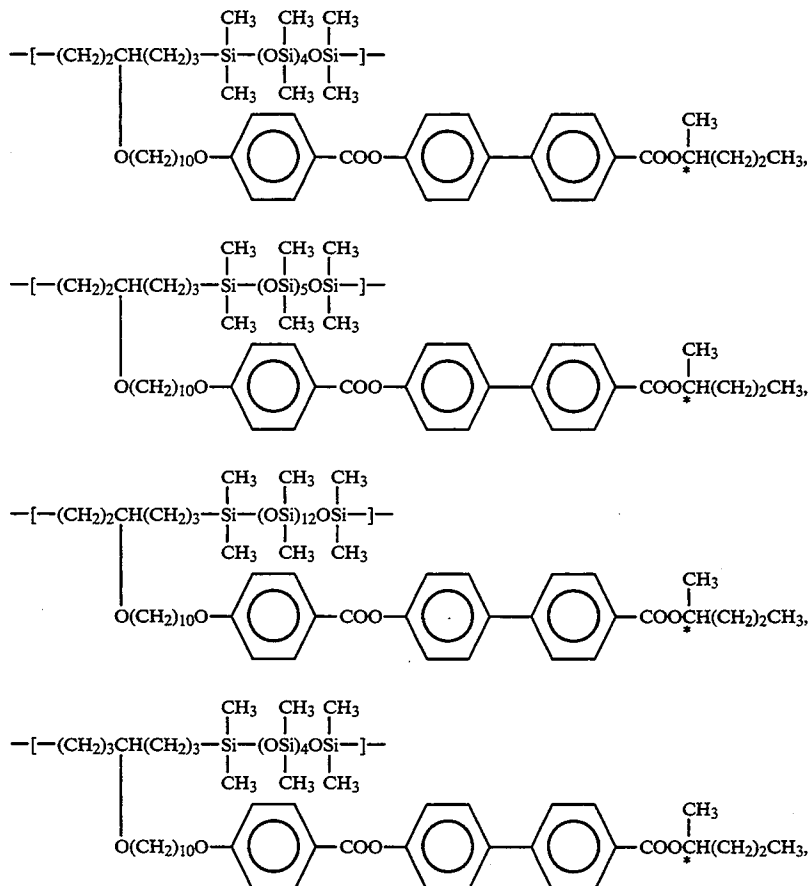 CH3 CH3 CH3
—[—(CH2)2CH(CH2)3—Si—(OSi)4OSi—]—
CH3 CH3 CH3
O(CH2)10O COO COOCH(CH2)2CH3,
CH3
*
CH3 CH3 CH3
—[—(CH2)2CH(CH2)3—Si—(OSi)5OSi—]—
CH3 CH3 CH3
O(CH2)10O COO COOCH(CH2)2CH3,
CH3
*
CH3 CH3 CH3
—[—(CH2)2CH(CH2)3—Si—(OSi)12OSi—]—
CH3 CH3 CH3
O(CH2)10O COO COOCH(CH2)2CH3,
CH3
*
CH3 CH3 CH3
—[—(CH2)3CH(CH2)3—Si—(OSi)4OSi—]—
CH3 CH3 CH3
O(CH2)10O COO COOCH(CH2)2CH3,
CH3
*